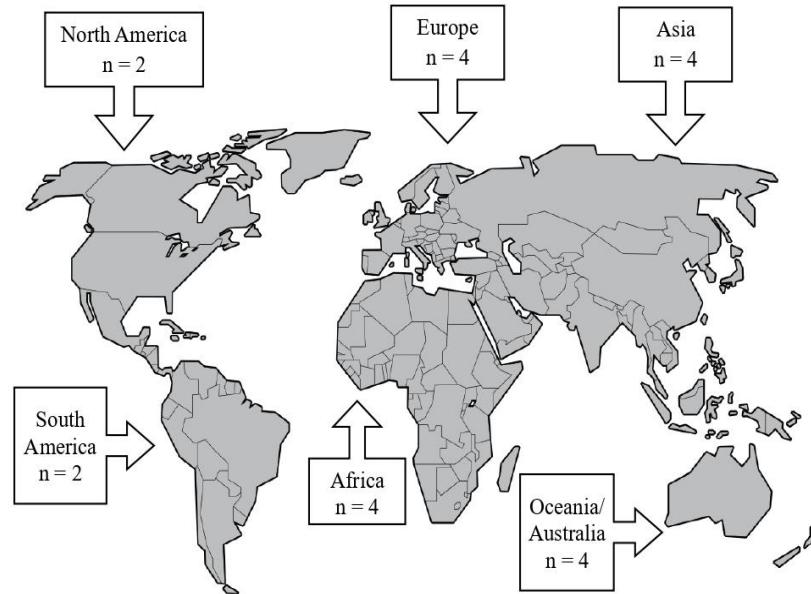 North America
n = 2
Europe
n = 4
Asia
n = 4
South
America
n = 2
Africa
n = 4
Oceania/
Australia
n = 4